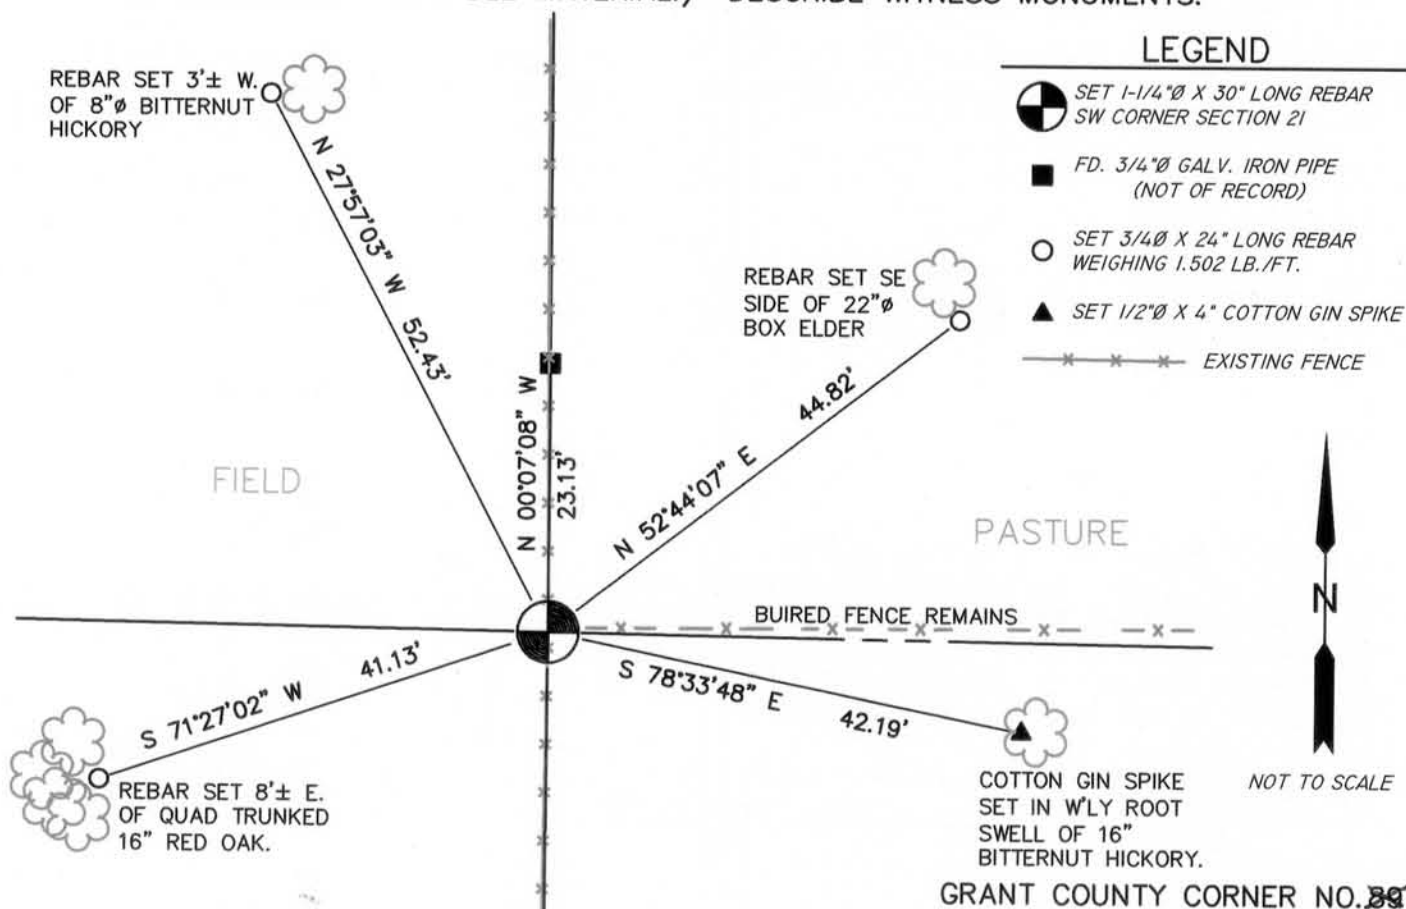 DESCRIBE WITNESS MONUMENTS.
LEGEND
SET 1-1/4"Ø X 30" LONG REBAR
SW CORNER SECTION 21
FD. 3/4"Ø GALV. IRON PIPE
(NOT OF RECORD)
SET 3/4Ø X 24" LONG REBAR
WEIGHING 1.502 LB./FT.
SET 1/2"Ø X 4" COTTON GIN SPIKE
EXISTING FENCE
REBAR SET 3'± W.
OF 8"ø BITTERNUT
HICKORY
N 27°57'03" W 52.43'
REBAR SET SE
SIDE OF 22"ø
BOX ELDER
44.82'
N 52°44'07" E
N 00°07'08" W
23.13'
FIELD
PASTURE
BUIRED FENCE REMAINS
S 71°27'02" W 41.13'
S 78°33'48" E 42.19'
REBAR SET 8'± E.
OF QUAD TRUNKED
16" RED OAK.
COTTON GIN SPIKE
SET IN W'LY ROOT
SWELL OF 16"
BITTERNUT HICKORY.
N
NOT TO SCALE
GRANT COUNTY CORNER NO.